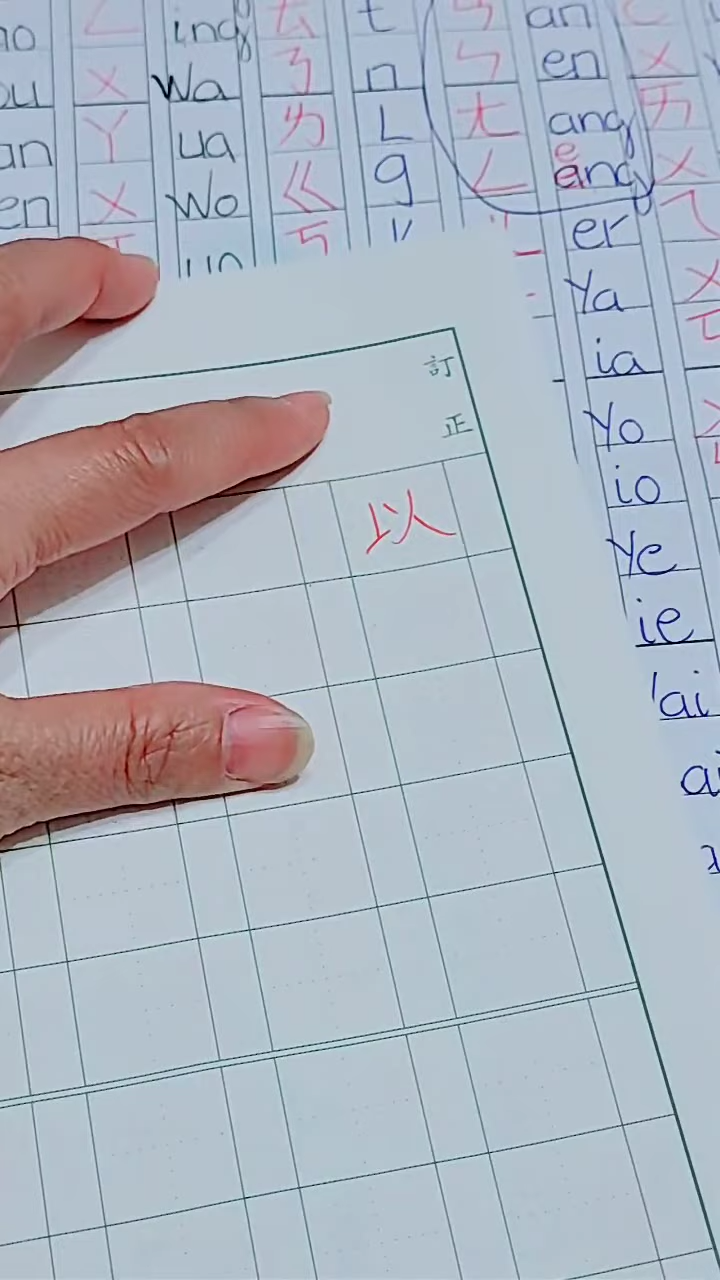 ㄥ ing ㄊ t ㄢ an ㄛ
ou ㄨ Wa ㄋ n ㄣ en ㄨ
an ㄚ ua ㄌ L ㄤ ang ㄞ
en ㄨ Wo ㄍ g ㄥ eng ㄨ
ㄎ er ㄟ
Ya ㄨ
ia
Yo
io
Ye
ie
'ai
訂正
以